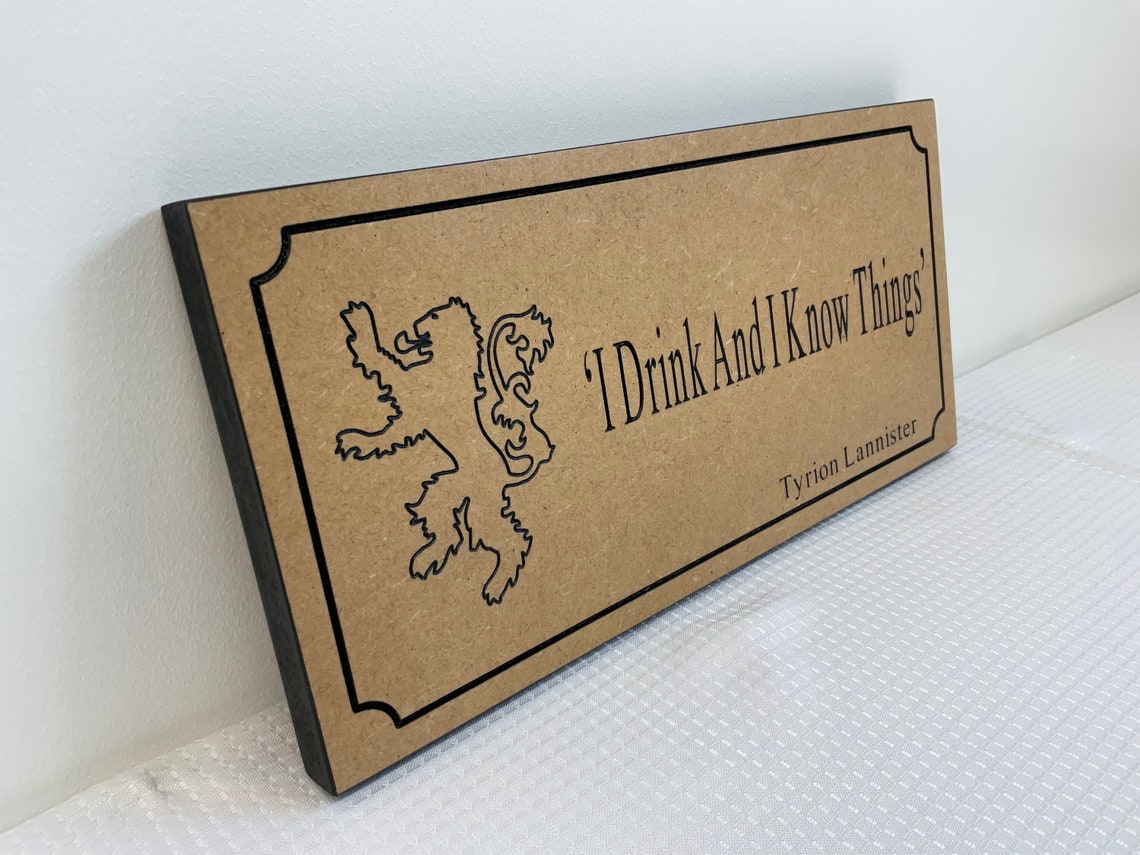 ‘I Drink And I Know Things’
Tyrion Lannister